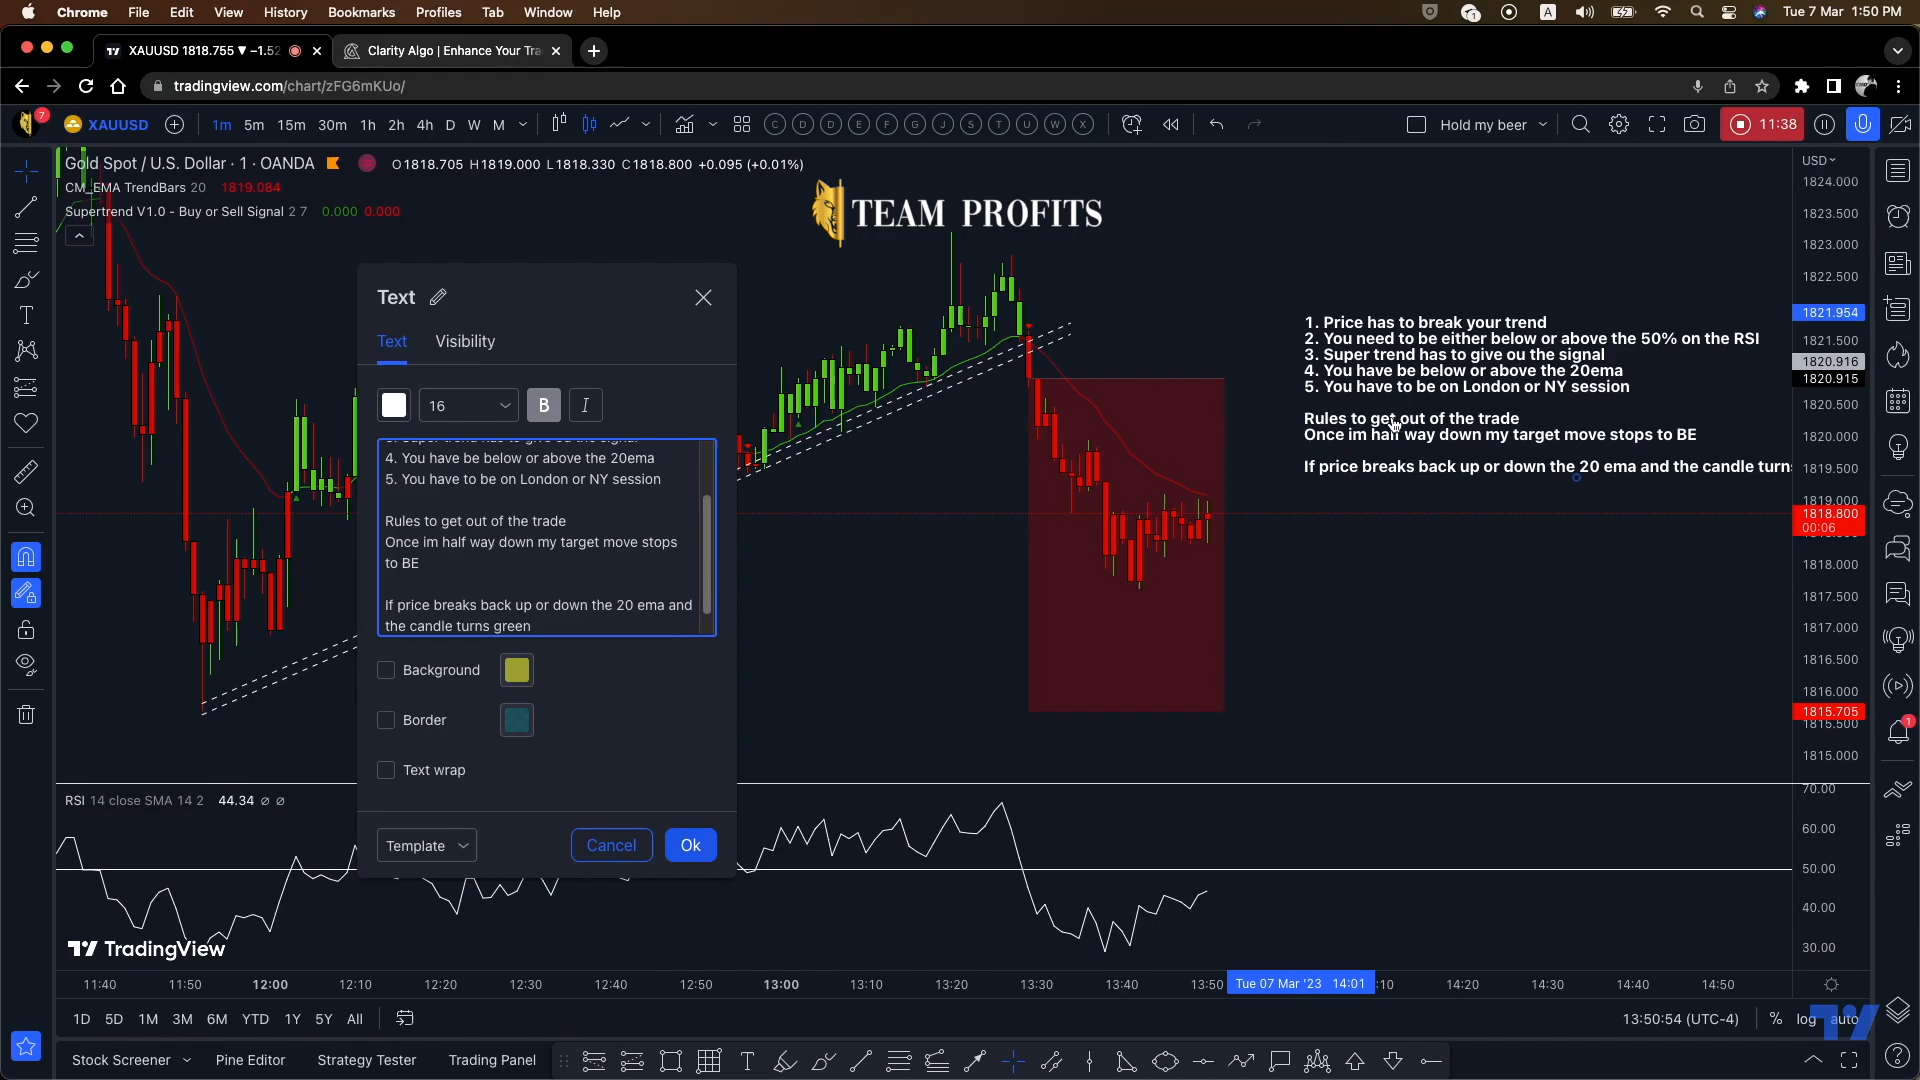 Chrome File Edit View History Bookmarks Profiles Tab Window Help
A Tue 7 Mar 1:50 PM
XAUUSD 1818.755 ▼ −1.52
Clarity Algo | Enhance Your Tra
tradingview.com/chart/zFG6mKUo/
7 XAUUSD 1m 5m 15m 30m 1h 2h 4h D W M
C D D E F G J S T U W X
Hold my beer
11:38
Gold Spot / U.S. Dollar · 1 · OANDA O1818.705 H1819.000 L1818.330 C1818.800 +0.095 (+0.01%)
CM_EMA TrendBars 20 1819.084
Supertrend V1.0 - Buy or Sell Signal 2 7 0.000 0.000
TEAM PROFITS
Text
Text Visibility
16 B I
4. You have be below or above the 20ema
5. You have to be on London or NY session
Rules to get out of the trade
Once im half way down my target move stops
to BE
If price breaks back up or down the 20 ema and
the candle turns green
Background
Border
Text wrap
Template Cancel Ok
1. Price has to break your trend
2. You need to be either below or above the 50% on the RSI
3. Super trend has to give ou the signal
4. You have be below or above the 20ema
5. You have to be on London or NY session
Rules to get out of the trade
Once im half way down my target move stops to BE
If price breaks back up or down the 20 ema and the candle turn
USD
1824.000
1823.500
1823.000
1822.500
1821.954
1821.500
1820.916
1820.915
1820.500
1820.000
1819.500
1819.000
1818.800
00:06
1818.000
1817.500
1817.000
1816.500
1816.000
1815.705
1815.500
1815.000
RSI 14 close SMA 14 2 44.34 ∅ ∅
70.00
60.00
50.00
40.00
30.00
TradingView
11:40 11:50 12:00 12:10 12:20 12:30 12:40 12:50 13:00 13:10 13:20 13:30 13:40 13:50 Tue 07 Mar '23 14:01 :10 14:20 14:30 14:40 14:50
1D 5D 1M 3M 6M YTD 1Y 5Y All
13:50:54 (UTC-4) % log auto
Stock Screener Pine Editor Strategy Tester Trading Panel